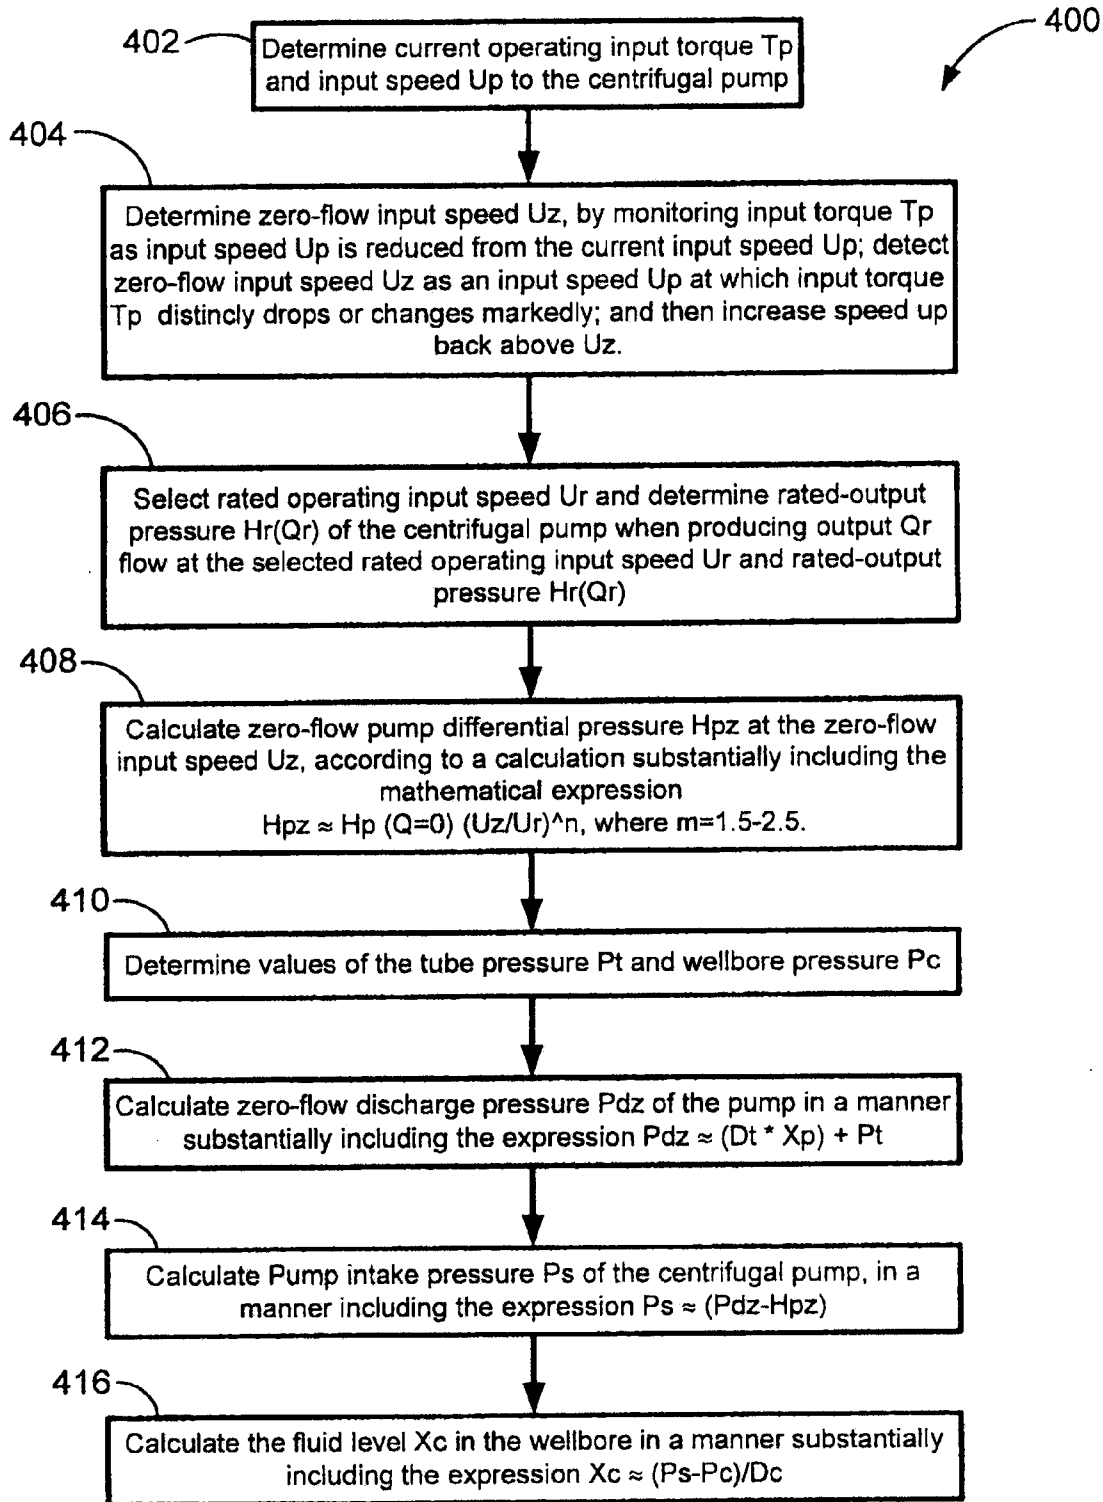 400
402
Determine current operating input torque Tp
and input speed Up to the centrifugal pump
404
Determine zero-flow input speed Uz, by monitoring input torque Tp
as input speed Up is reduced from the current input speed Up; detect
zero-flow input speed Uz as an input speed Up at which input torque
Tp distincly drops or changes markedly; and then increase speed up
back above Uz.
406
Select rated operating input speed Ur and determine rated-output
pressure Hr(Qr) of the centrifugal pump when producing output Qr
flow at the selected rated operating input speed Ur and rated-output
pressure Hr(Qr)
408
Calculate zero-flow pump differential pressure Hpz at the zero-flow
input speed Uz, according to a calculation substantially including the
mathematical expression
Hpz ≈ Hp (Q=0) (Uz/Ur)^n, where m=1.5-2.5.
410
Determine values of the tube pressure Pt and wellbore pressure Pc
412
Calculate zero-flow discharge pressure Pdz of the pump in a manner
substantially including the expression Pdz ≈ (Dt * Xp) + Pt
414
Calculate Pump intake pressure Ps of the centrifugal pump, in a
manner including the expression Ps ≈ (Pdz-Hpz)
416
Calculate the fluid level Xc in the wellbore in a manner substantially
including the expression Xc ≈ (Ps-Pc)/Dc